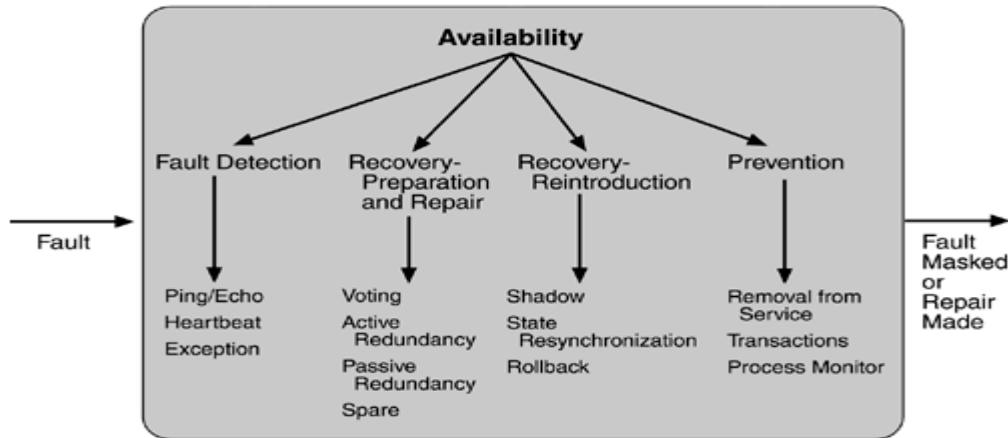 Availability
Fault Detection
Recovery-
Preparation
and Repair
Recovery-
Reintroduction
Prevention
Fault
Ping/Echo
Heartbeat
Exception
Voting
Active
Redundancy
Passive
Redundancy
Spare
Shadow
State
Resynchronization
Rollback
Removal from
Service
Transactions
Process Monitor
Fault
Masked
or
Repair
Made